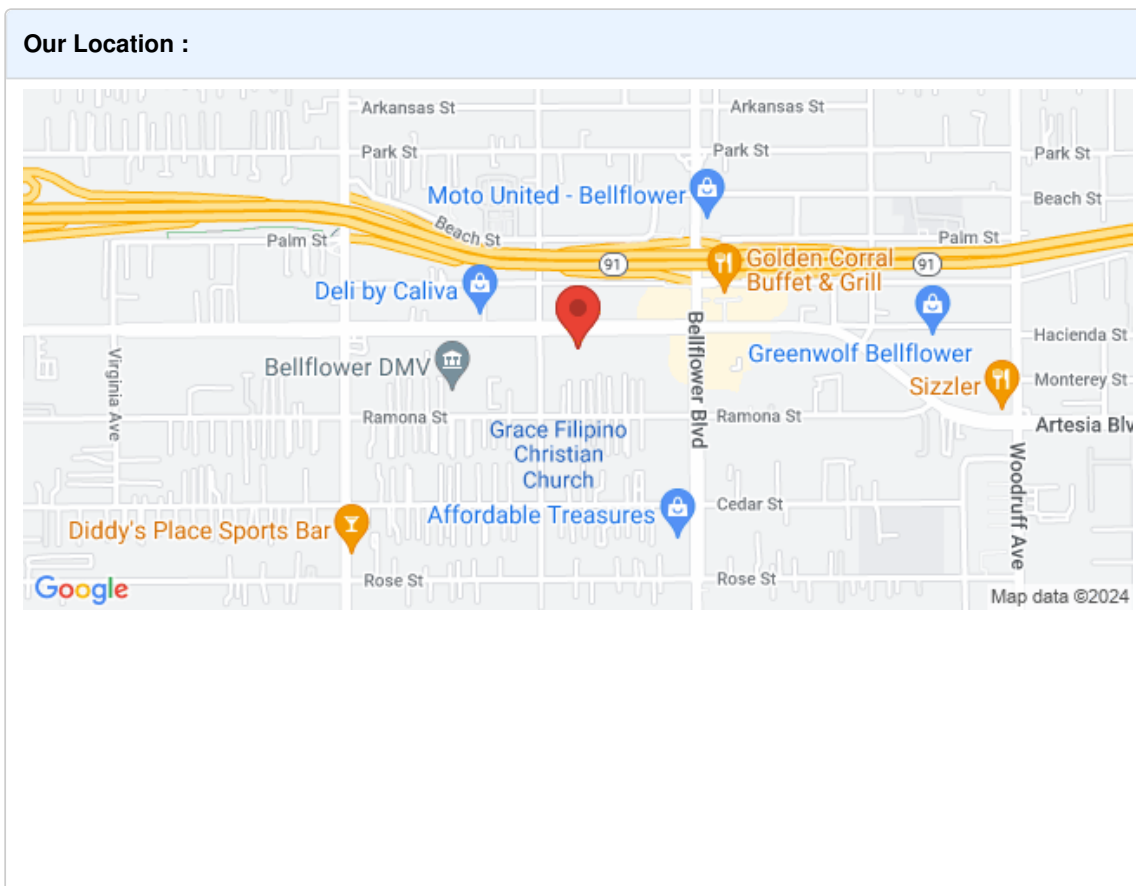 Our Location :
Arkansas St
Arkansas St
Park St
Park St
Park St
Moto United - Bellflower
Beach St
Beach St
Palm St
Palm St
91
Golden Corral
Buffet & Grill
91
Deli by Caliva
Bellflower Blvd
Hacienda St
Virginia Ave
Bellflower DMV
Greenwolf Bellflower
Sizzler
Monterey St
Ramona St
Ramona St
Artesia Blv
Grace Filipino
Christian
Church
Woodruff Ave
Cedar St
Affordable Treasures
Diddy's Place Sports Bar
Rose St
Rose St
Google
Map data ©2024